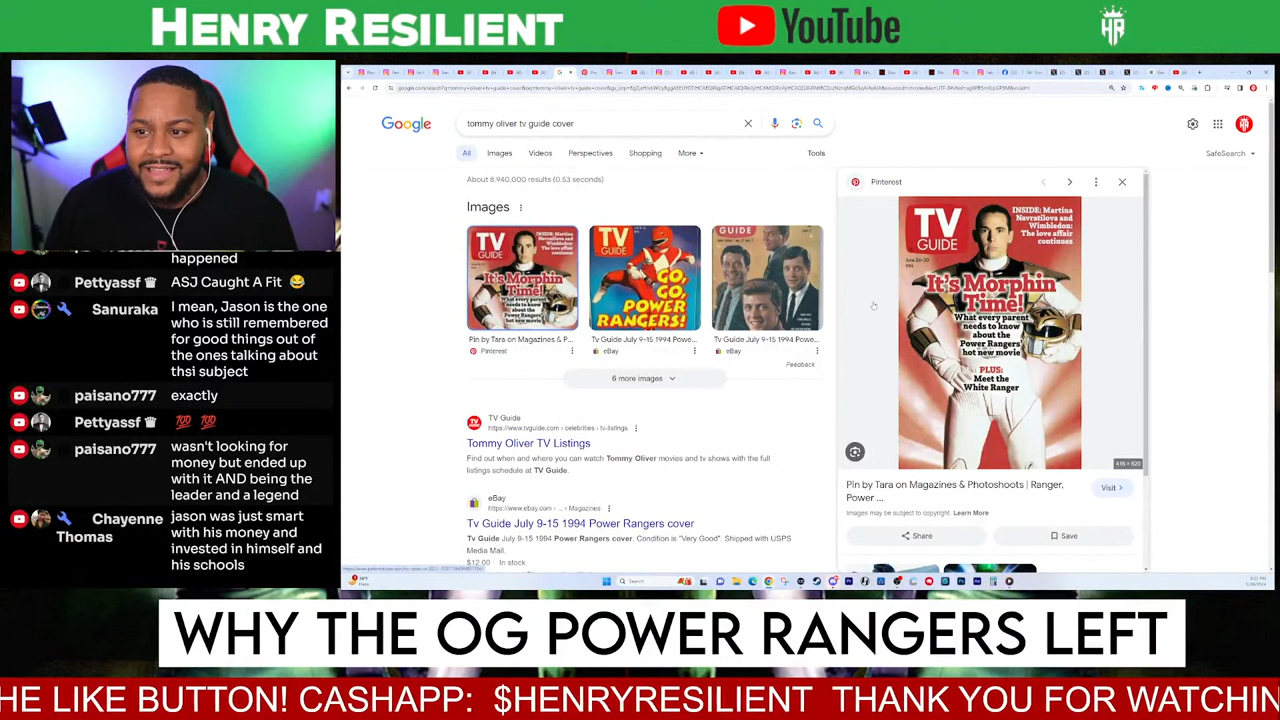 HENRY RESILIENT
YouTube
HR
happened
Pettyassf
ASJ Caught A Fit 😂
Sanuraka
I mean, Jason is the one
who is still remembered
for good things out of
the ones talking about
thsi subject
paisano777
exactly
Pettyassf
💯 💯
paisano777
wasn't looking for
money but ended up
with it AND being the
leader and a legend
Chayenne
Thomas
jason was just smart
with his money and
invested in himself and
his schools
Google
tommy oliver tv guide cover
All
Images
Videos
Perspectives
Shopping
More
Tools
SafeSearch
About 8,940,000 results (0.53 seconds)
Images
TV
GUIDE
It's Morphin
Time!
TV
GUIDE
GO,
GO,
POWER
RANGERS!
GUIDE
Pin by Tara on Magazines & P...
Pinterest
Tv Guide July 9-15 1994 Powe...
eBay
Tv Guide July 9-15 1994 Powe...
eBay
Feedback
6 more images
TV Guide
https://www.tvguide.com › celebrities › tv-listings
Tommy Oliver TV Listings
Find out when and where you can watch Tommy Oliver movies and tv shows with the full
listings schedule at TV Guide.
eBay
https://www.ebay.com › ... › Magazines
Tv Guide July 9-15 1994 Power Rangers cover
Tv Guide July 9-15 1994 Power Rangers cover. Condition is "Very Good". Shipped with USPS
Media Mail.
$12.00 · In stock
Pinterest
TV
GUIDE
INSIDE: Martina
Navratilova and
Wimbledon:
The love affair
continues
It's Morphin
Time!
What every parent
needs to know
about the
Power Rangers
hot new movie
PLUS:
Meet the
White Ranger
416 × 620
Pin by Tara on Magazines & Photoshoots | Ranger,
Power ...
Visit
Images may be subject to copyright. Learn More
Share
Save
Search
WHY THE OG POWER RANGERS LEFT
HE LIKE BUTTON! CASHAPP: $HENRYRESILIENT THANK YOU FOR WATCHIN